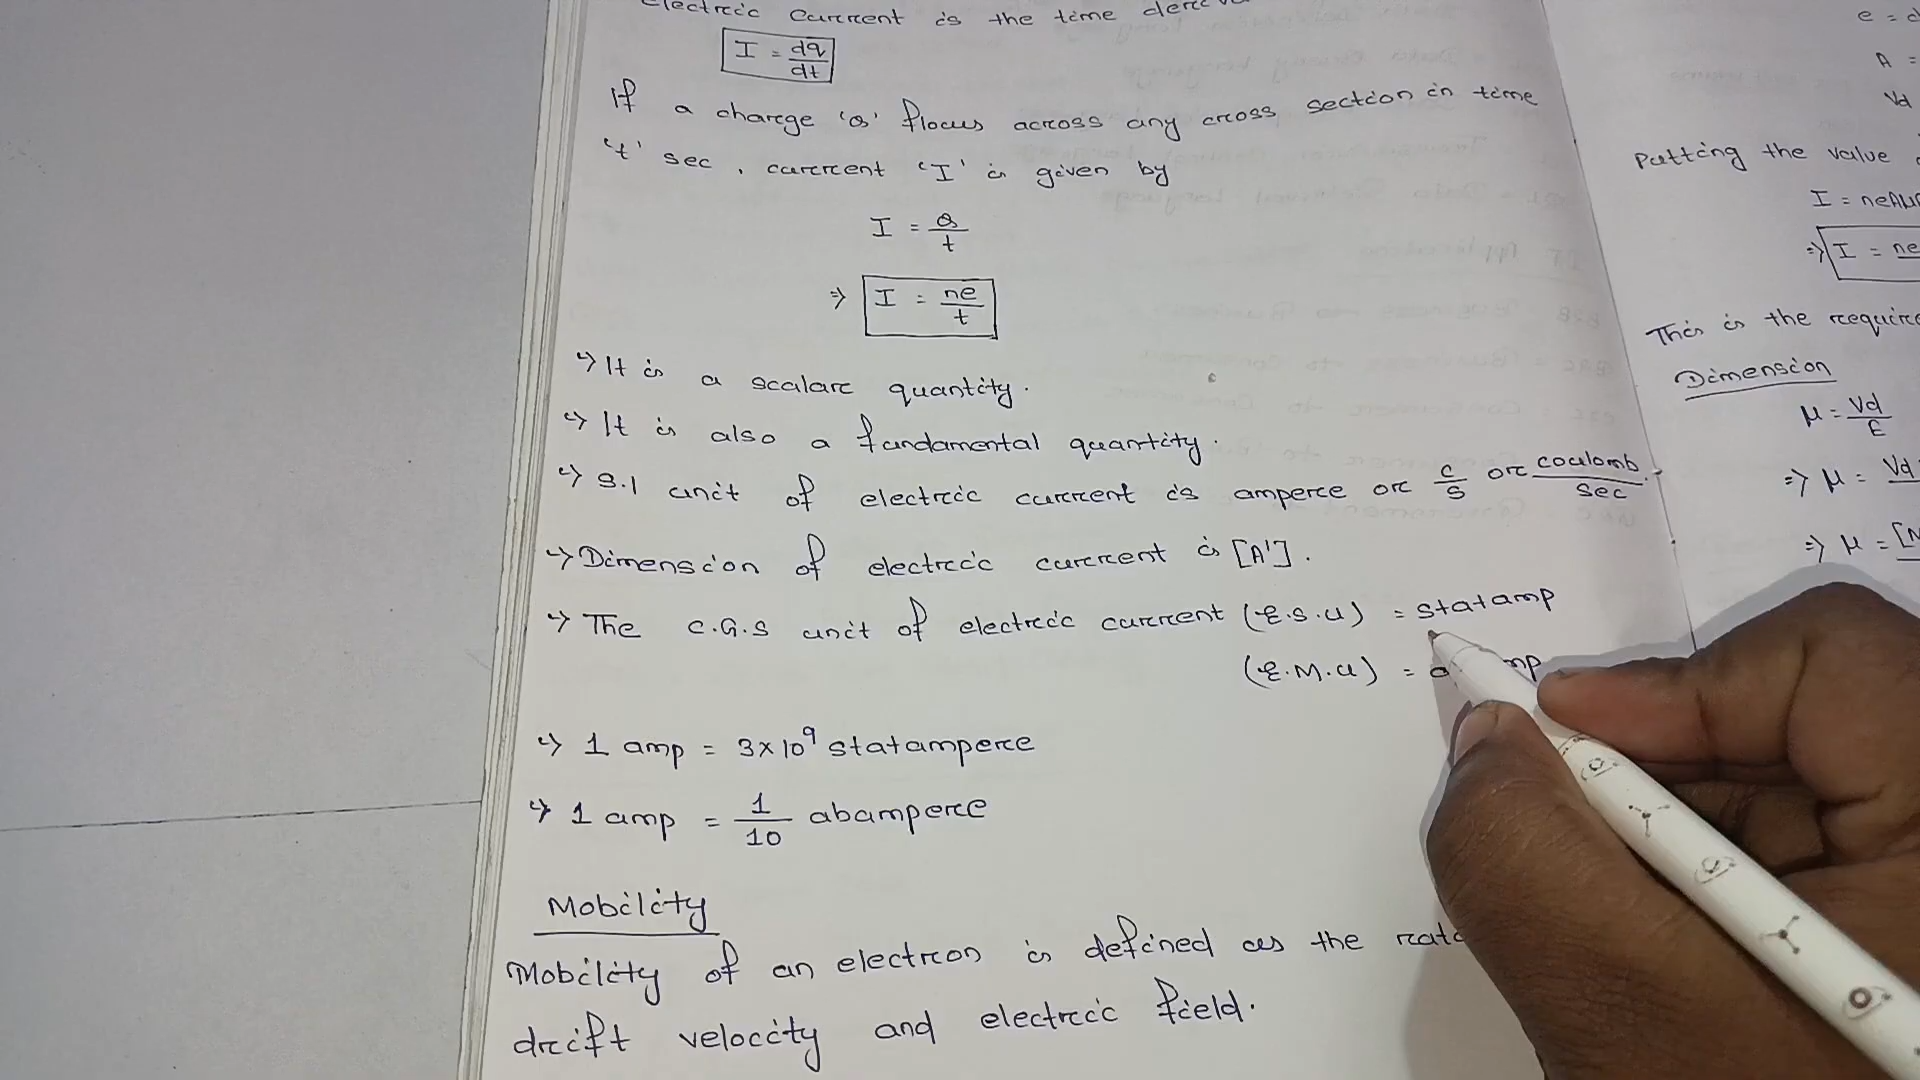 Electric Current is the time
I = dq/dt
If a charge 'Q' flows across any cross section in time
't' sec, current 'I' is given by
I = Q/t
⇒ I = ne/t
↪ It is a scalar quantity.
↪ It is also a fundamental quantity.
↪ S.I unit of electric current is ampere or c/s or coulomb/sec.
↪ Dimension of electric current is [A¹].
↪ The C.G.S unit of electric current (E.S.U) = statamp
(E.M.U) =
↪ 1 amp = 3×10⁹ statampere
↪ 1 amp = 1/10 abampere
Mobility
Mobility of an electron is defined as the
drift velocity and electric field.
e =
A =
Vd
Putting the value
I = neAμ
⇒ I = ne
This is the
Dimension
μ = Vd/E
⇒ μ = Vd
⇒ μ = [M